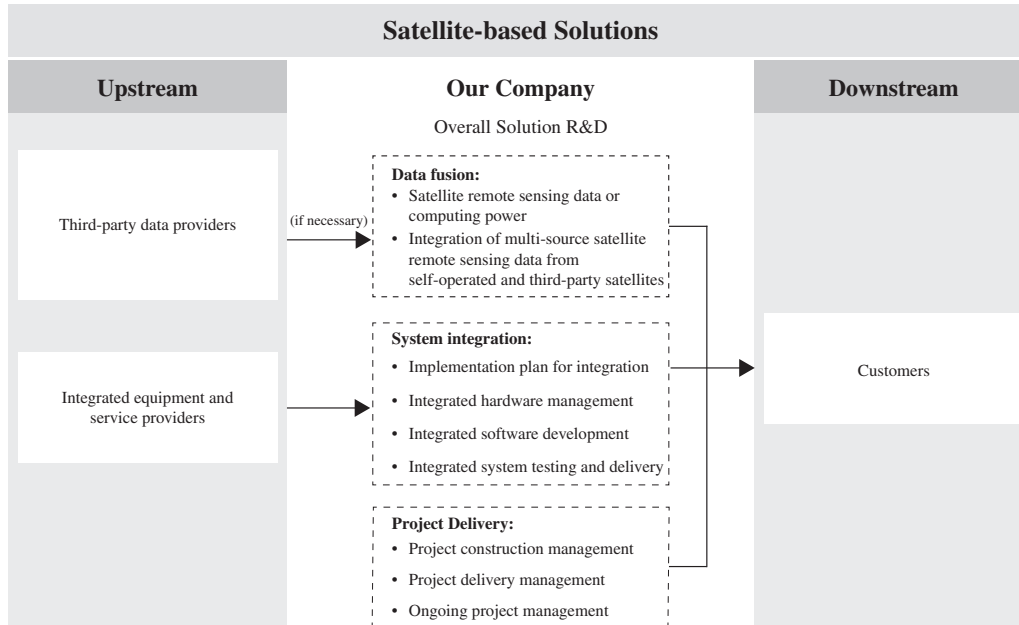 Satellite-based Solutions
Upstream
Our Company
Downstream
Overall Solution R&D
Third-party data providers
(if necessary)
Data fusion:
• Satellite remote sensing data or
computing power
• Integration of multi-source satellite
remote sensing data from
self-operated and third-party satellites
Integrated equipment and
service providers
System integration:
• Implementation plan for integration
• Integrated hardware management
• Integrated software development
• Integrated system testing and delivery
Project Delivery:
• Project construction management
• Project delivery management
• Ongoing project management
Customers